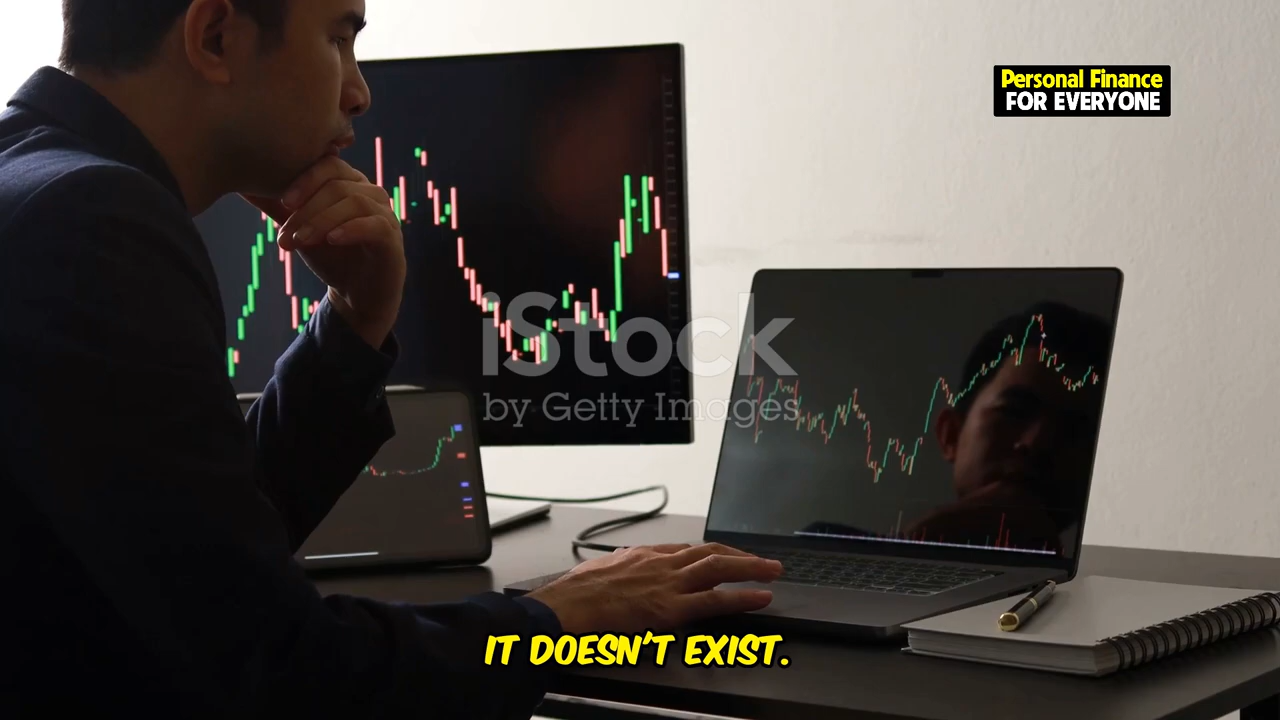 Personal Finance
FOR EVERYONE
iStock
by Getty Images
IT DOESN'T EXIST.